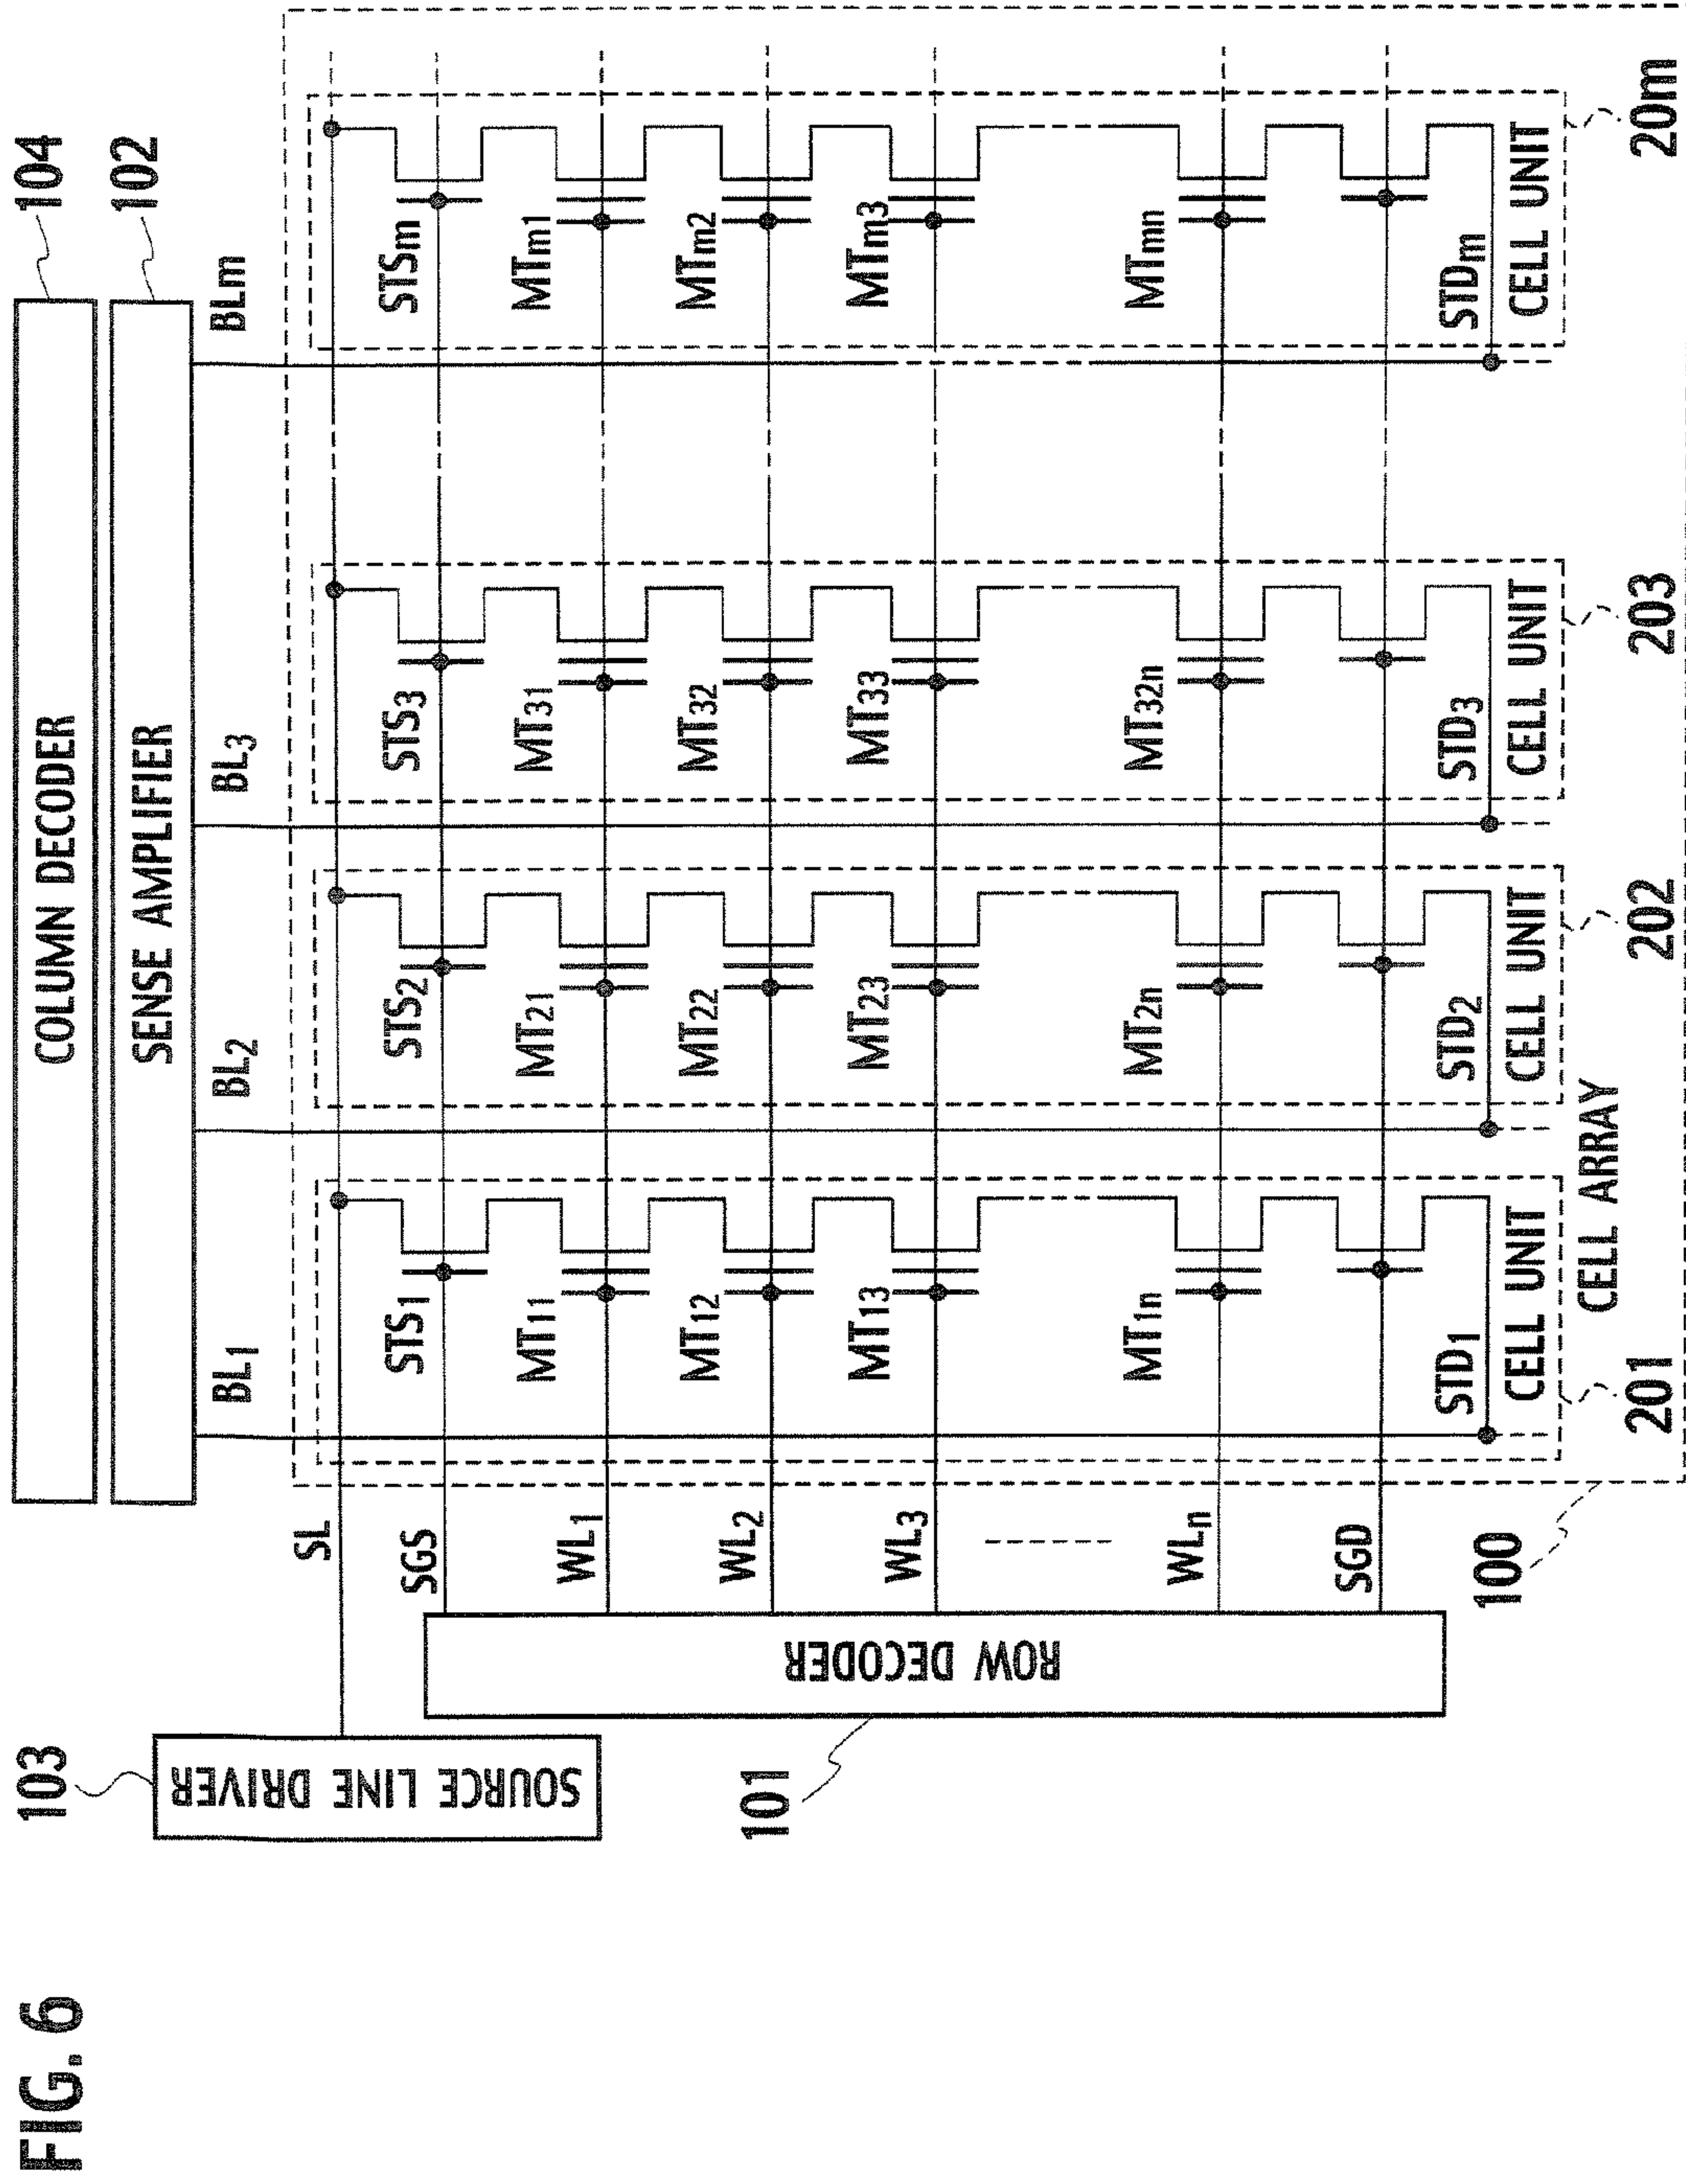 FIG. 6
COLUMN DECODER
104
SENSE AMPLIFIER
102
103
SOURCE LINE DRIVER
BL1
BL2
BL3
BLm
SL
SGS
STS1
STS2
STS3
STSm
WL1
MT11
MT21
MT31
MTm1
WL2
MT12
MT22
MT32
MTm2
WL3
MT13
MT23
MT33
MTm3
101
ROW DECODER
WLn
MT1n
MT2n
MT32n
MTmn
SGD
STD1
STD2
STD3
STDm
CELL UNIT
CELL UNIT
CELL UNIT
CELL UNIT
100
CELL ARRAY
201
202
203
20m